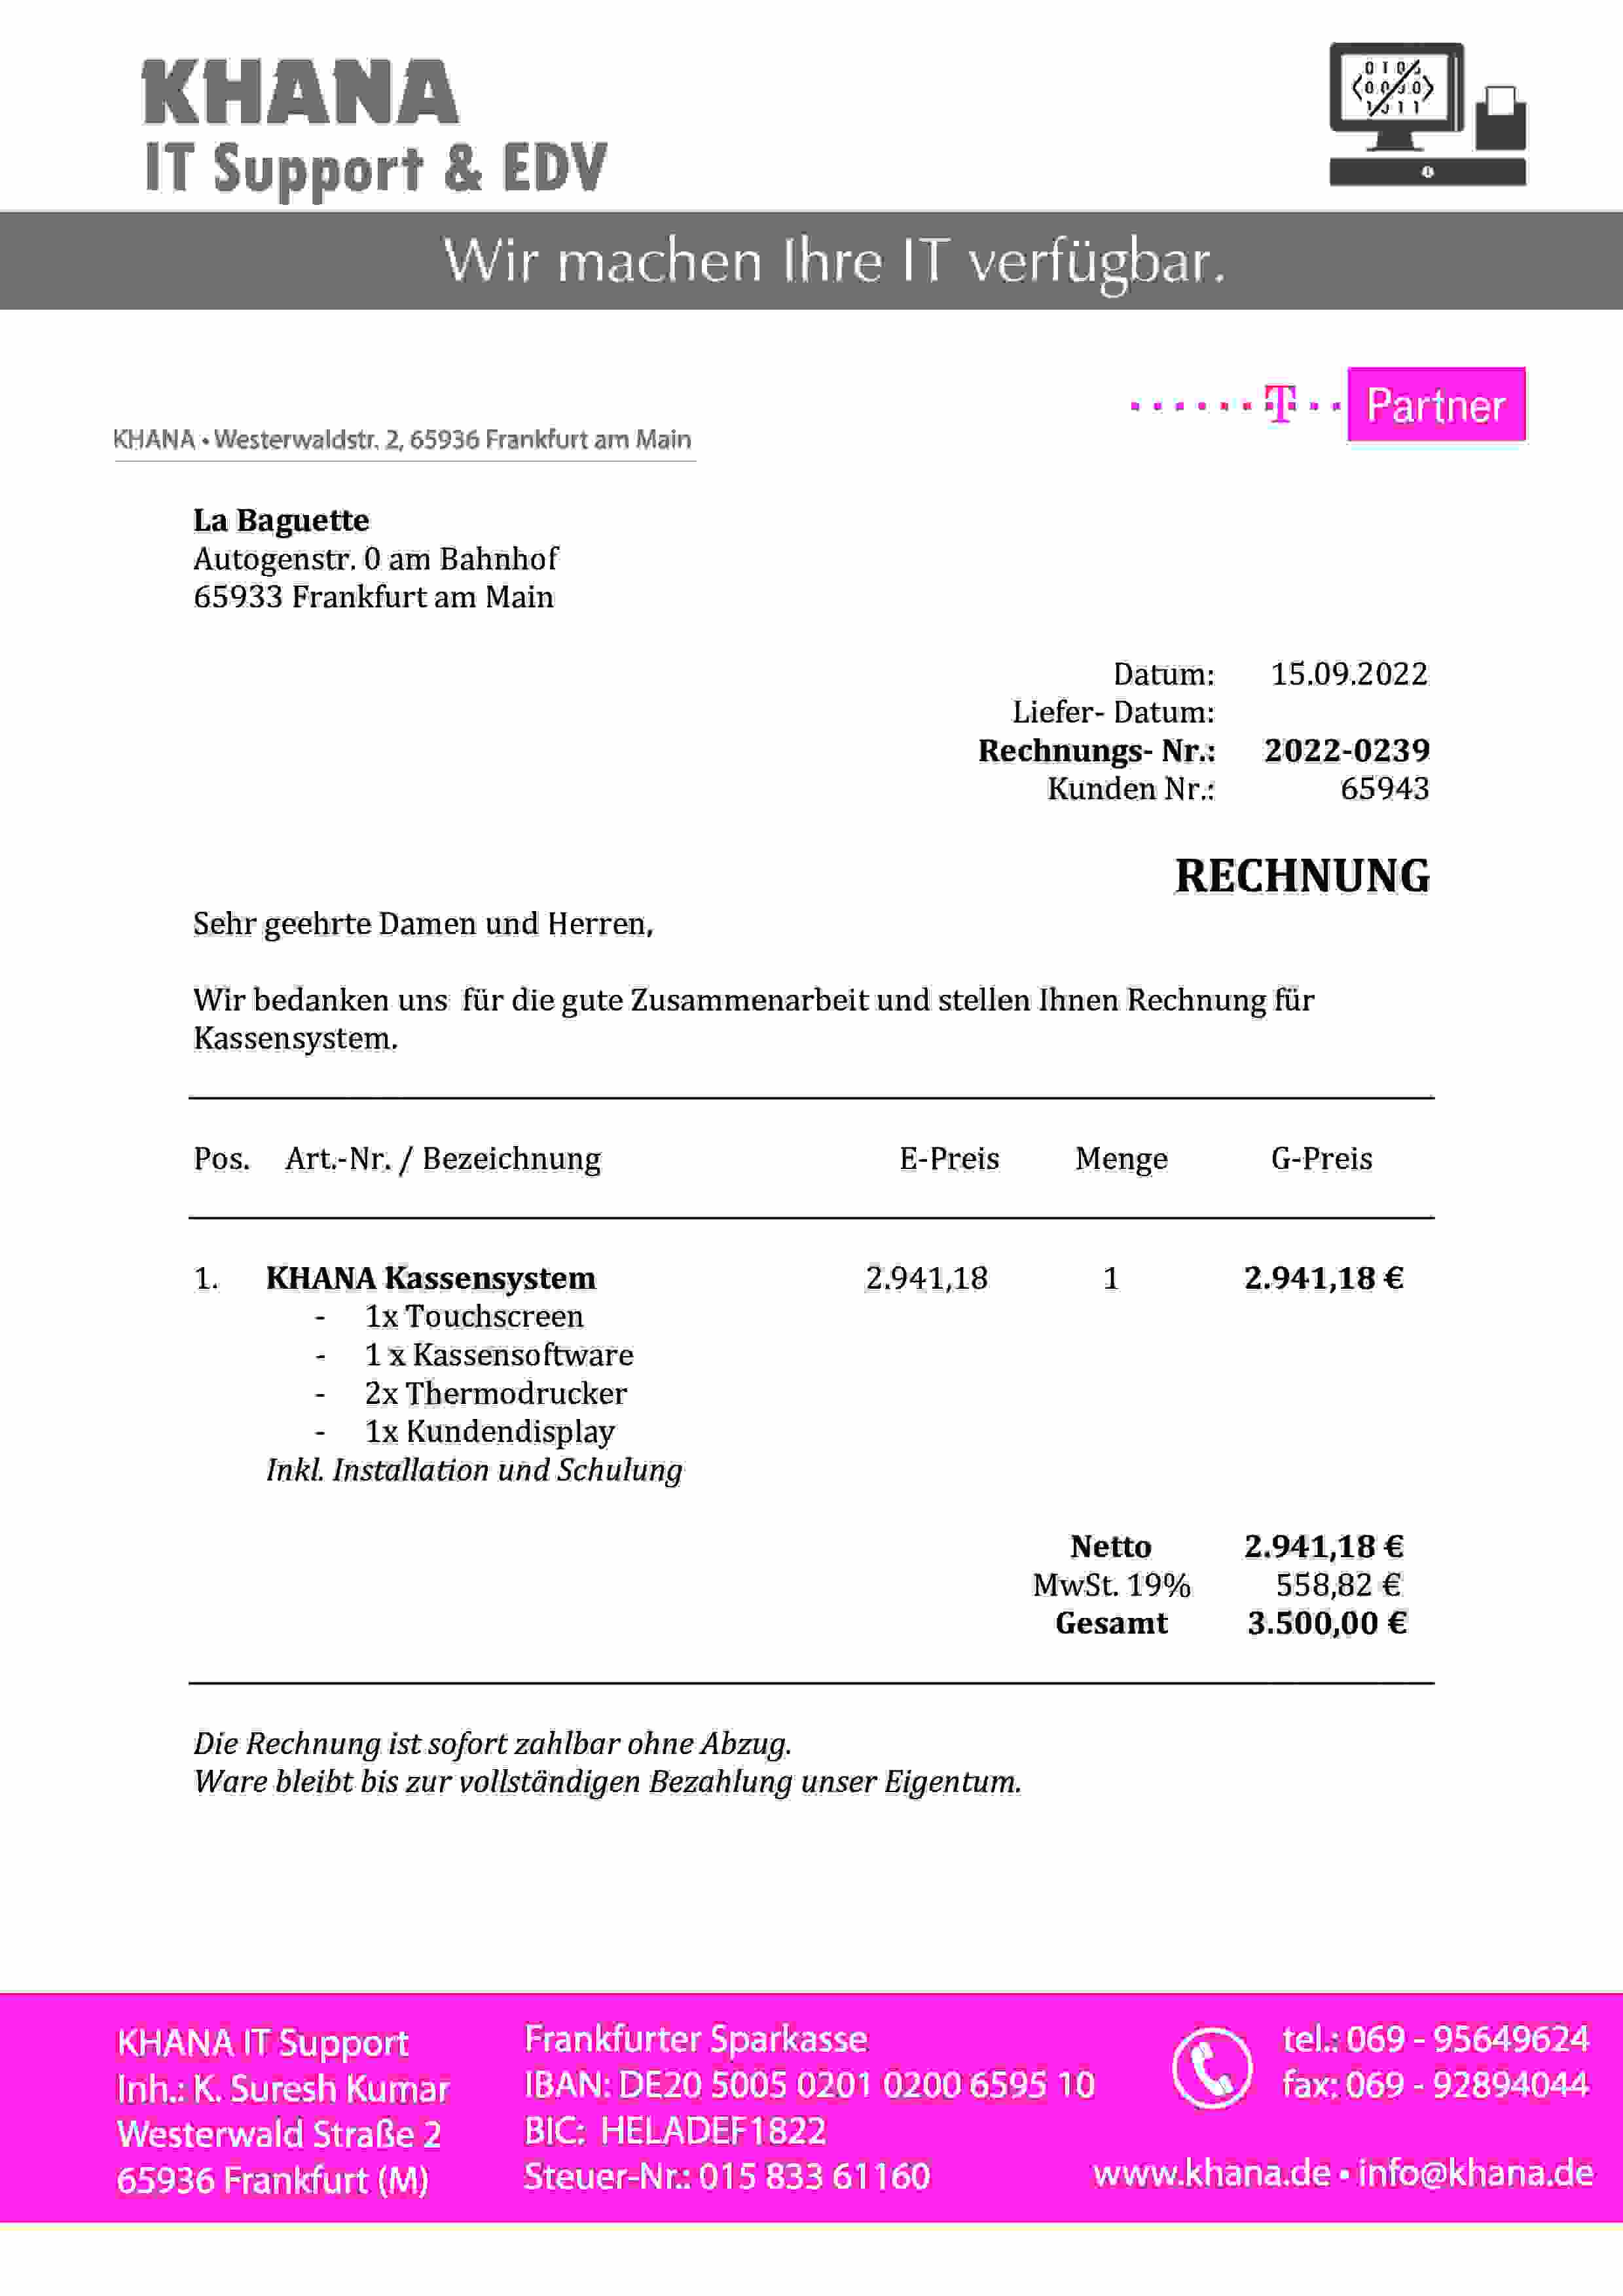 KHANA
IT Support & EDV
Wir machen Ihre IT verfügbar.
T Partner
KHANA • Westerwaldstr. 2, 65936 Frankfurt am Main
La Baguette
Autogenstr. 0 am Bahnhof
65933 Frankfurt am Main
Datum: 15.09.2022
Liefer- Datum:
Rechnungs- Nr.: 2022-0239
Kunden Nr.: 65943
RECHNUNG
Sehr geehrte Damen und Herren,
Wir bedanken uns für die gute Zusammenarbeit und stellen Ihnen Rechnung für
Kassensystem.
Pos. Art.-Nr. / Bezeichnung E-Preis Menge G-Preis
1. KHANA Kassensystem 2.941,18 1 2.941,18 €
- 1x Touchscreen
- 1 x Kassensoftware
- 2x Thermodrucker
- 1x Kundendisplay
Inkl. Installation und Schulung
Netto 2.941,18 €
MwSt. 19% 558,82 €
Gesamt 3.500,00 €
Die Rechnung ist sofort zahlbar ohne Abzug.
Ware bleibt bis zur vollständigen Bezahlung unser Eigentum.
KHANA IT Support
Inh.: K. Suresh Kumar
Westerwald Straße 2
65936 Frankfurt (M)
Frankfurter Sparkasse
IBAN: DE20 5005 0201 0200 6595 10
BIC: HELADEF1822
Steuer-Nr.: 015 833 61160
tel.: 069 - 95649624
fax: 069 - 92894044
www.khana.de • info@khana.de